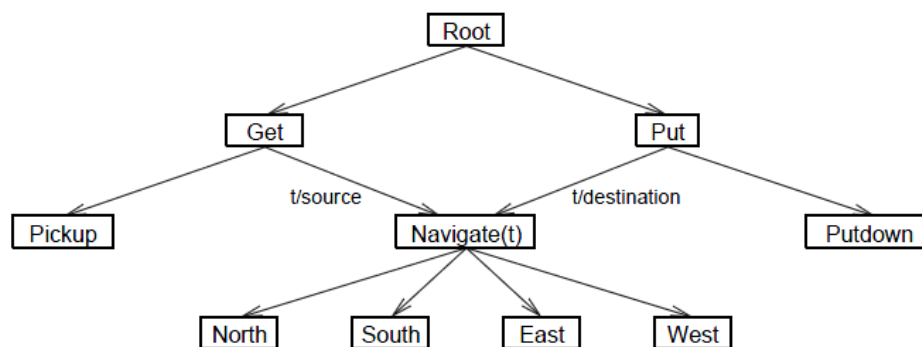 Root
Get
Put
t/source
t/destination
Pickup
Navigate(t)
Putdown
North
South
East
West